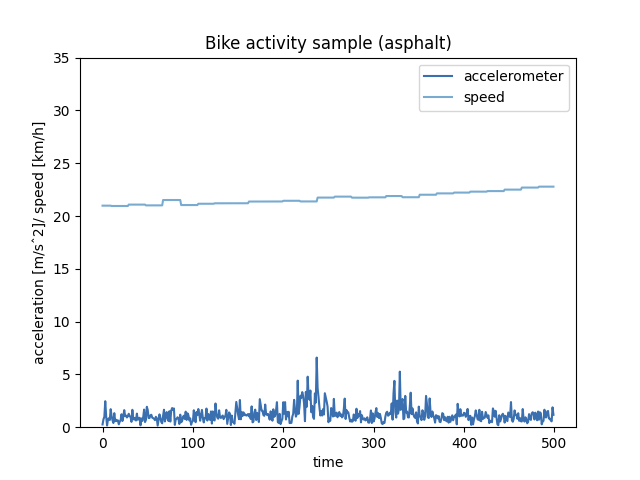 Bike activity sample (asphalt)
accelerometer
speed
acceleration [m/s^2]/ speed [km/h]
35
30
25
20
15
10
5
0
0 100 200 300 400 500
time